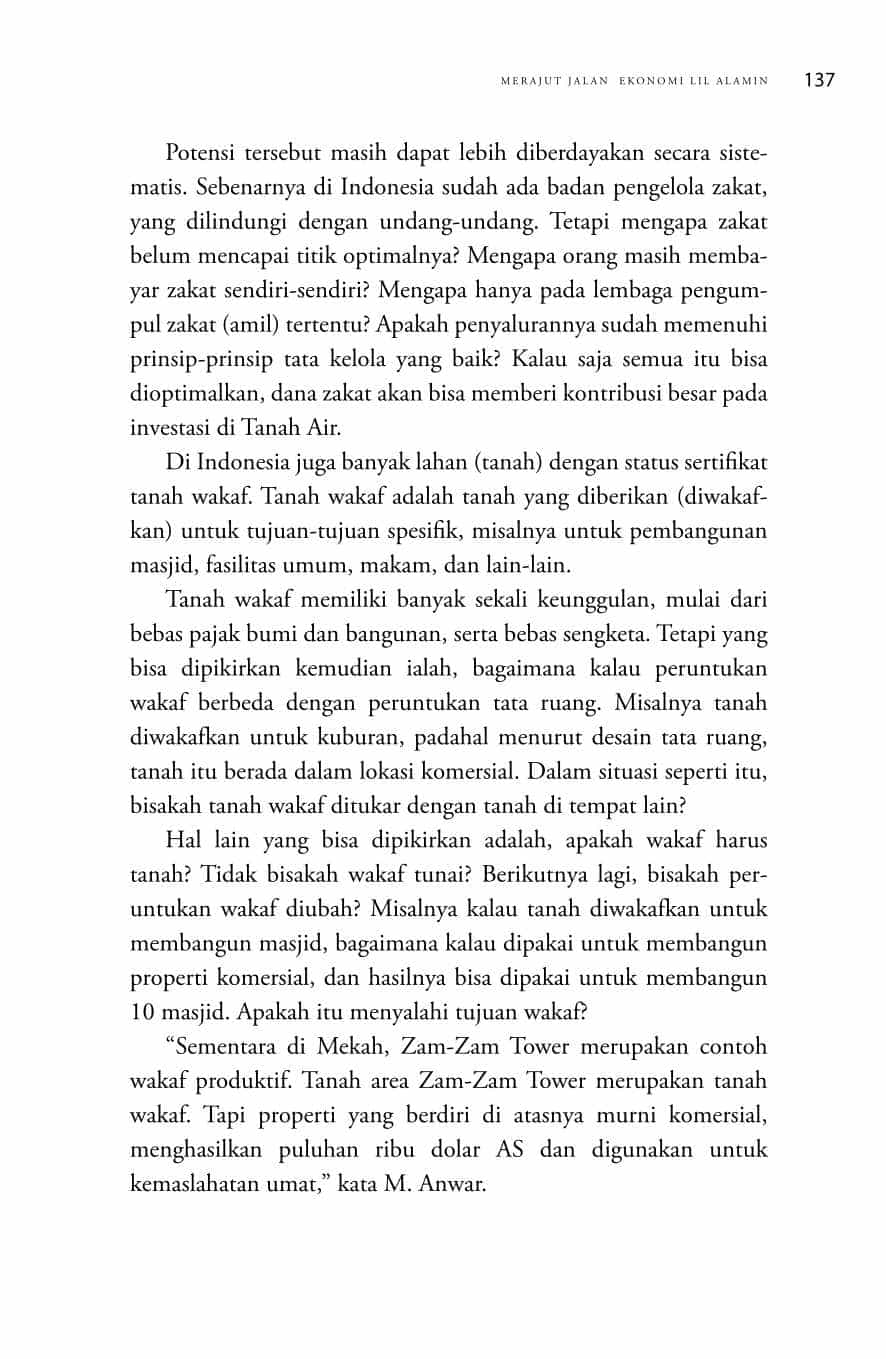 MERAJUT JALAN EKONOMI LIL ALAMIN 137
Potensi tersebut masih dapat lebih diberdayakan secara siste-
matis. Sebenarnya di Indonesia sudah ada badan pengelola zakat,
yang dilindungi dengan undang-undang. Tetapi mengapa zakat
belum mencapai titik optimalnya? Mengapa orang masih memba-
yar zakat sendiri-sendiri? Mengapa hanya pada lembaga pengum-
pul zakat (amil) tertentu? Apakah penyalurannya sudah memenuhi
prinsip-prinsip tata kelola yang baik? Kalau saja semua itu bisa
dioptimalkan, dana zakat akan bisa memberi kontribusi besar pada
investasi di Tanah Air.
Di Indonesia juga banyak lahan (tanah) dengan status sertifikat
tanah wakaf. Tanah wakaf adalah tanah yang diberikan (diwakaf-
kan) untuk tujuan-tujuan spesifik, misalnya untuk pembangunan
masjid, fasilitas umum, makam, dan lain-lain.
Tanah wakaf memiliki banyak sekali keunggulan, mulai dari
bebas pajak bumi dan bangunan, serta bebas sengketa. Tetapi yang
bisa dipikirkan kemudian ialah, bagaimana kalau peruntukan
wakaf berbeda dengan peruntukan tata ruang. Misalnya tanah
diwakafkan untuk kuburan, padahal menurut desain tata ruang,
tanah itu berada dalam lokasi komersial. Dalam situasi seperti itu,
bisakah tanah wakaf ditukar dengan tanah di tempat lain?
Hal lain yang bisa dipikirkan adalah, apakah wakaf harus
tanah? Tidak bisakah wakaf tunai? Berikutnya lagi, bisakah per-
untukan wakaf diubah? Misalnya kalau tanah diwakafkan untuk
membangun masjid, bagaimana kalau dipakai untuk membangun
properti komersial, dan hasilnya bisa dipakai untuk membangun
10 masjid. Apakah itu menyalahi tujuan wakaf?
“Sementara di Mekah, Zam-Zam Tower merupakan contoh
wakaf produktif. Tanah area Zam-Zam Tower merupakan tanah
wakaf. Tapi properti yang berdiri di atasnya murni komersial,
menghasilkan puluhan ribu dolar AS dan digunakan untuk
kemaslahatan umat,” kata M. Anwar.